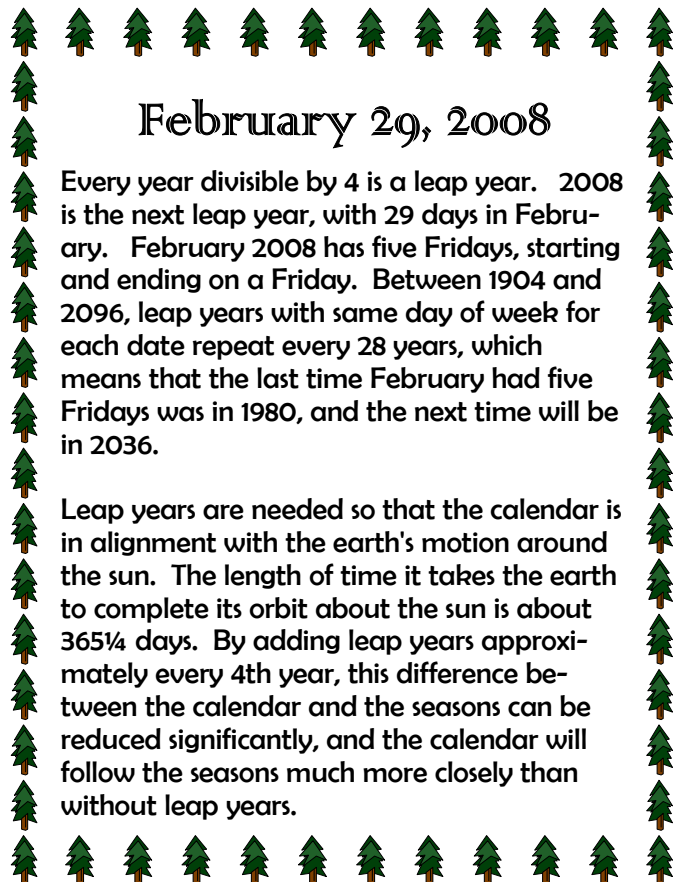 February 29, 2008
Every year divisible by 4 is a leap year.   2008
is the next leap year, with 29 days in Febru-
ary.   February 2008 has five Fridays, starting
and ending on a Friday.  Between 1904 and
2096, leap years with same day of week for
each date repeat every 28 years, which
means that the last time February had five
Fridays was in 1980, and the next time will be
in 2036.

Leap years are needed so that the calendar is
in alignment with the earth's motion around
the sun.  The length of time it takes the earth
to complete its orbit about the sun is about
365¼ days.  By adding leap years approxi-
mately every 4th year, this difference be-
tween the calendar and the seasons can be
reduced significantly, and the calendar will
follow the seasons much more closely than
without leap years.